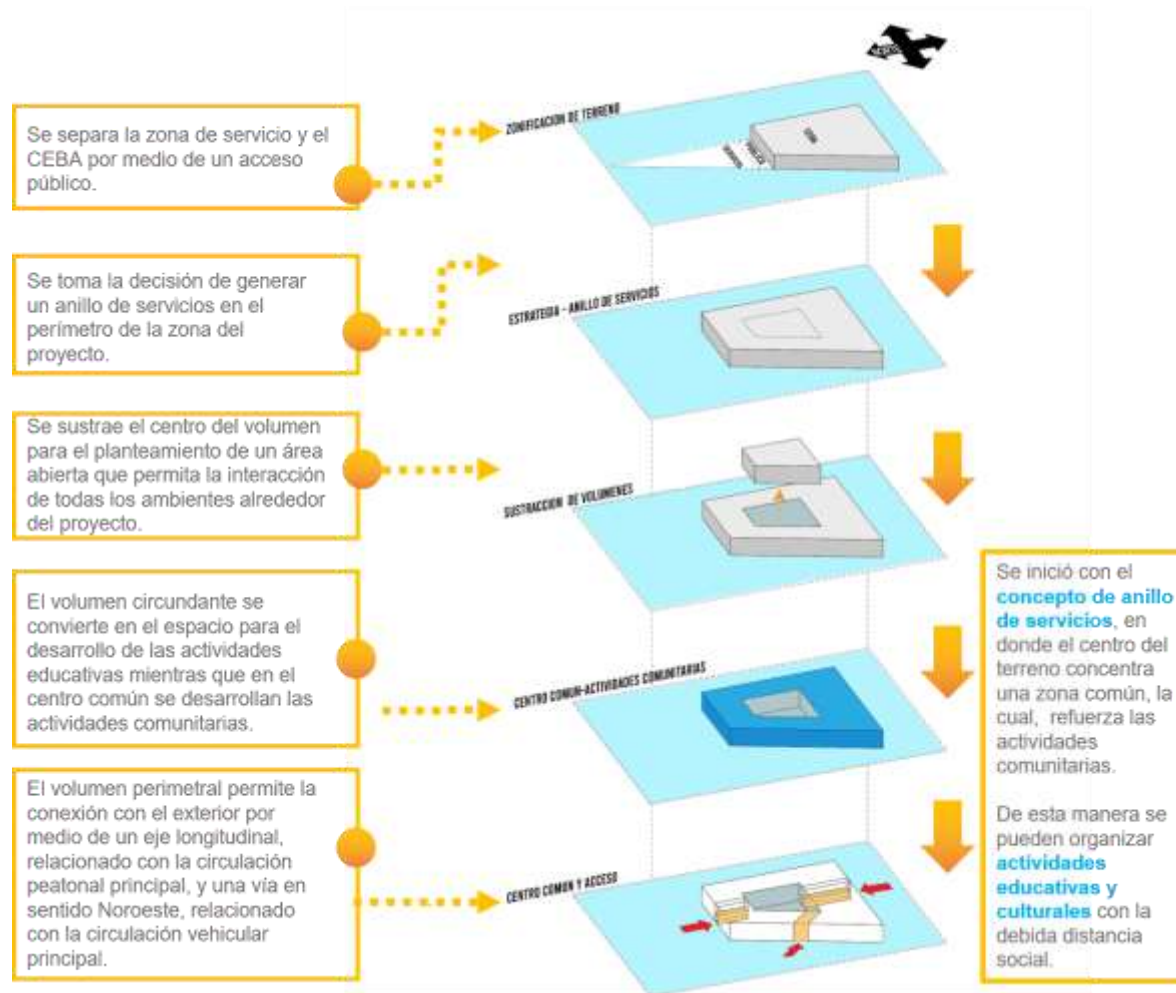 NORTE
Se separa la zona de servicio y el
CEBA por medio de un acceso
público.
ZONIFICACIÓN DE TERRENO
CEBA
PÚBLICO
SERVICIO
Se toma la decisión de generar
un anillo de servicios en el
perímetro de la zona del
proyecto.
ESTRATEGIA - ANILLO DE SERVICIOS
Se sustrae el centro del volumen
para el planteamiento de un área
abierta que permita la interacción
de todas los ambientes alrededor
del proyecto.
SUSTRACCION DE VOLUMENES
El volumen circundante se
convierte en el espacio para el
desarrollo de las actividades
educativas mientras que en el
centro común se desarrollan las
actividades comunitarias.
CENTRO COMUN-ACTIVIDADES COMUNITARIAS
El volumen perimetral permite la
conexión con el exterior por
medio de un eje longitudinal,
relacionado con la circulación
peatonal principal, y una vía en
sentido Noroeste, relacionado
con la circulación vehicular
principal.
CENTRO COMUN Y ACCESO
Se inició con el
concepto de anillo
de servicios, en
donde el centro del
terreno concentra
una zona común, la
cual, refuerza las
actividades
comunitarias.
De esta manera se
pueden organizar
actividades
educativas y
culturales con la
debida distancia
social.